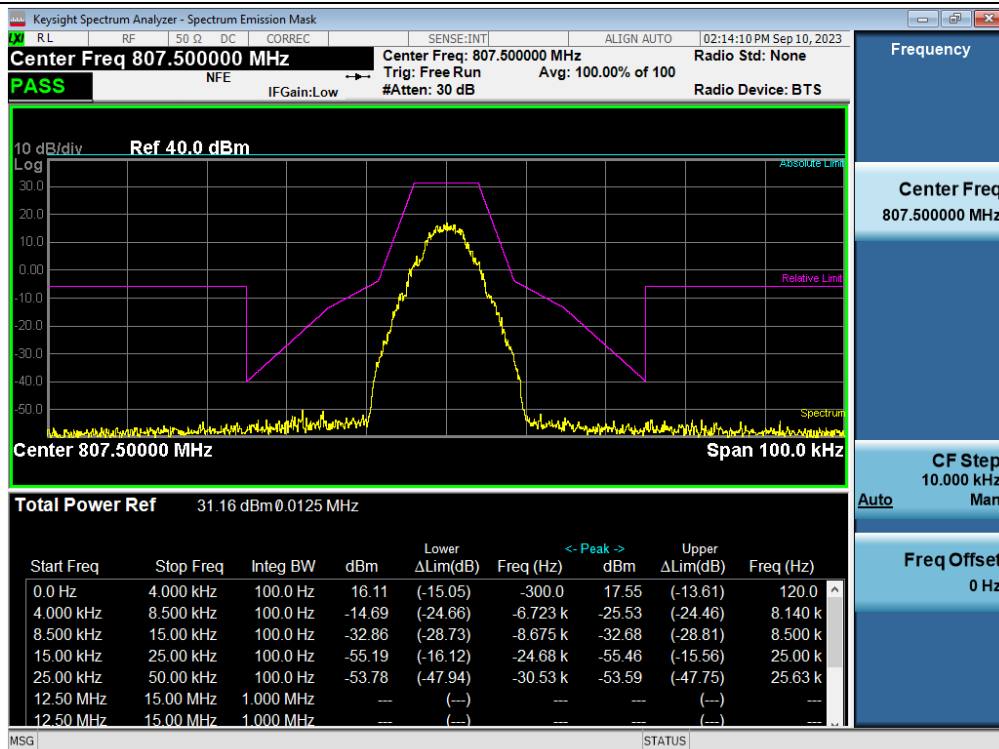 Keysight Spectrum Analyzer - Spectrum Emission Mask
LXI RL RF 50 Ω DC CORREC SENSE:INT ALIGN AUTO 02:14:10 PM Sep 10, 2023
Center Freq 807.500000 MHz Center Freq: 807.500000 MHz Radio Std: None
NFE Trig: Free Run Avg: 100.00% of 100
PASS IFGain:Low #Atten: 30 dB Radio Device: BTS
Frequency
10 dB/div Ref 40.0 dBm
Log
Absolute Limit
30.0
20.0
10.0
0.00
Relative Limit
-10.0
-20.0
-30.0
-40.0
-50.0
Spectrum
Center 807.50000 MHz Span 100.0 kHz
Center Freq
807.500000 MHz
CF Step
10.000 kHz
Auto Man
Freq Offset
0 Hz
Total Power Ref 31.16 dBm/0.0125 MHz
Lower <- Peak -> Upper
Start Freq Stop Freq Integ BW dBm ΔLim(dB) Freq (Hz) dBm ΔLim(dB) Freq (Hz)
0.0 Hz 4.000 kHz 100.0 Hz 16.11 (-15.05) -300.0 17.55 (-13.61) 120.0
4.000 kHz 8.500 kHz 100.0 Hz -14.69 (-24.66) -6.723 k -25.53 (-24.46) 8.140 k
8.500 kHz 15.00 kHz 100.0 Hz -32.86 (-28.73) -8.675 k -32.68 (-28.81) 8.500 k
15.00 kHz 25.00 kHz 100.0 Hz -55.19 (-16.12) -24.68 k -55.46 (-15.56) 25.00 k
25.00 kHz 50.00 kHz 100.0 Hz -53.78 (-47.94) -30.53 k -53.59 (-47.75) 25.63 k
12.50 MHz 15.00 MHz 1.000 MHz --- (---) --- --- (---) ---
12.50 MHz 15.00 MHz 1.000 MHz --- (---) --- --- (---) ---
MSG STATUS